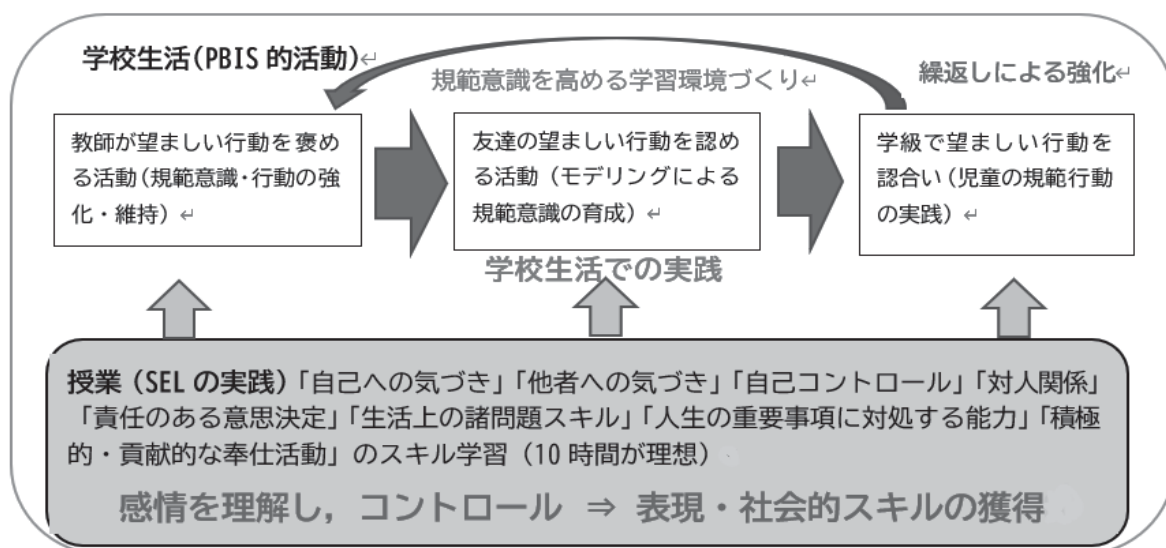 学校生活(PBIS 的活動)↵
規範意識を高める学習環境づくり↵
繰返しによる強化↵
教師が望ましい行動を褒め
る活動(規範意識・行動の強
化・維持)↵
友達の望ましい行動を認め
る活動(モデリングによる
規範意識の育成)↵
学級で望ましい行動を
認合い(児童の規範行動
の実践)↵
学校生活での実践
授業(SEL の実践)「自己への気づき」「他者への気づき」「自己コントロール」「対人関係」
「責任のある意思決定」「生活上の諸問題スキル」「人生の重要事項に対処する能力」「積極
的・貢献的な奉仕活動」のスキル学習(10 時間が理想)
感情を理解し,コントロール ⇒ 表現・社会的スキルの獲得